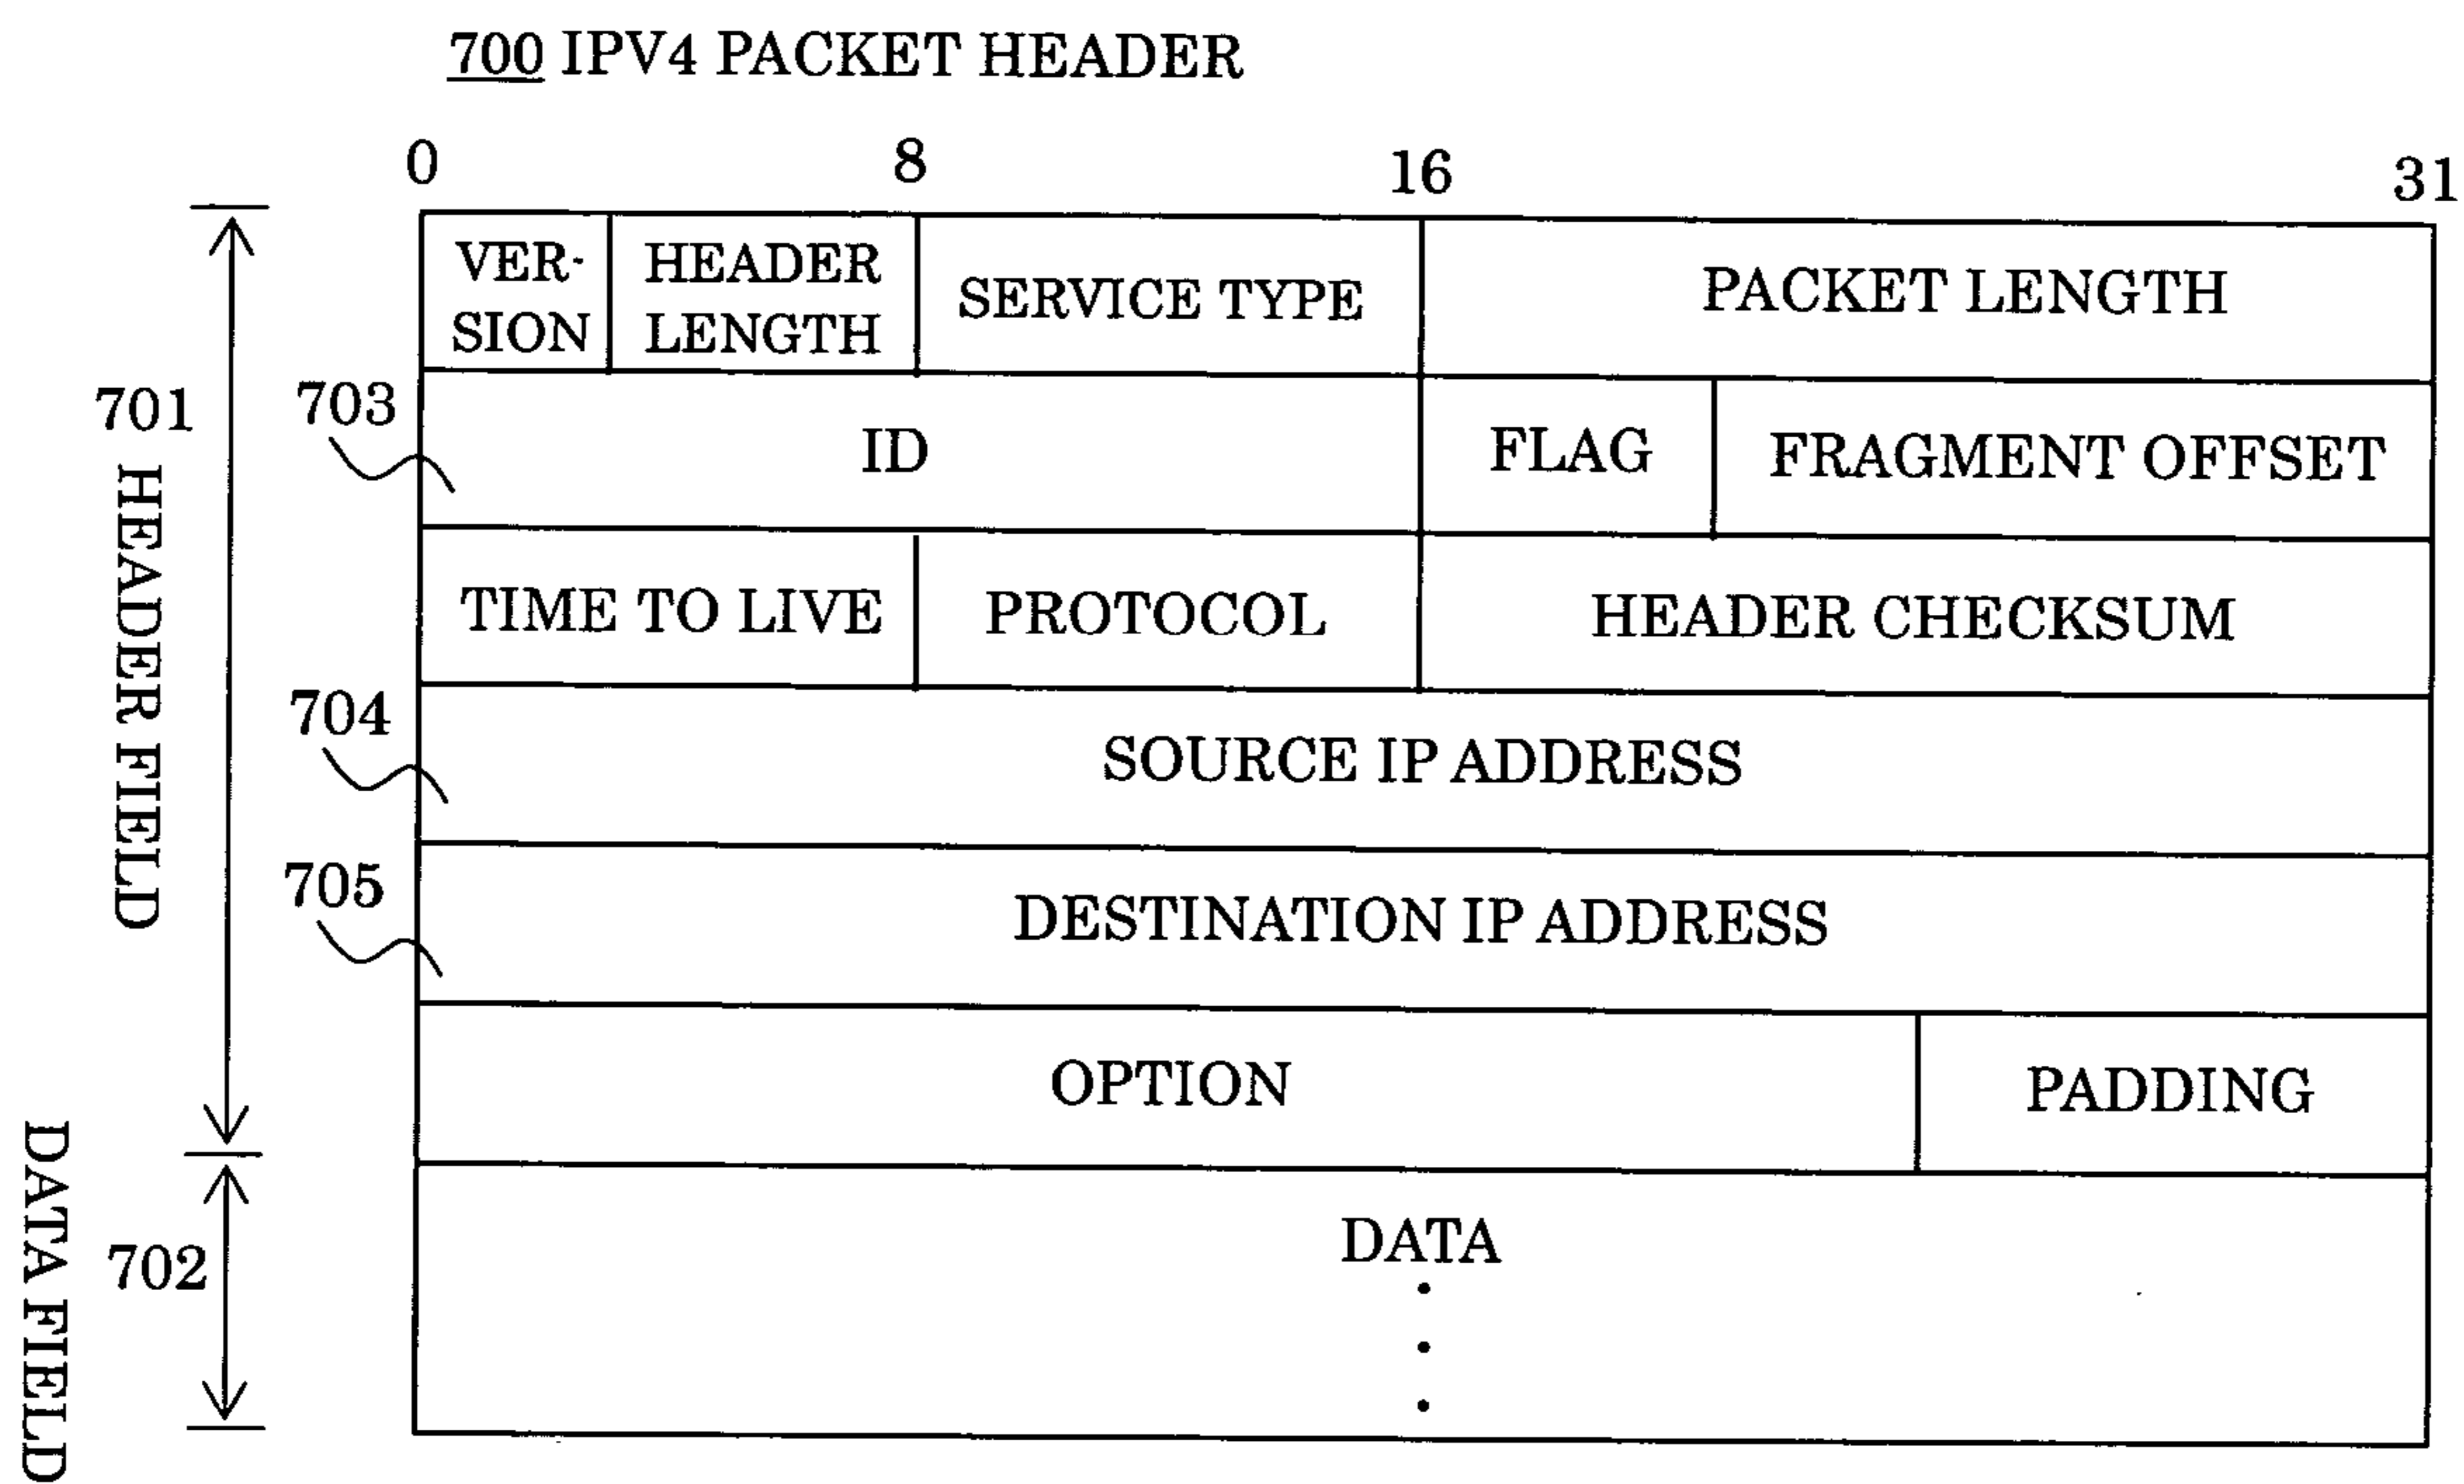 700 IPV4 PACKET HEADER
0 8 16 31
VER-
SION
HEADER
LENGTH
SERVICE TYPE
PACKET LENGTH
701 HEADER FIELD
703
ID
FLAG
FRAGMENT OFFSET
TIME TO LIVE
PROTOCOL
HEADER CHECKSUM
704
SOURCE IP ADDRESS
705
DESTINATION IP ADDRESS
OPTION
PADDING
DATA FIELD
702
DATA